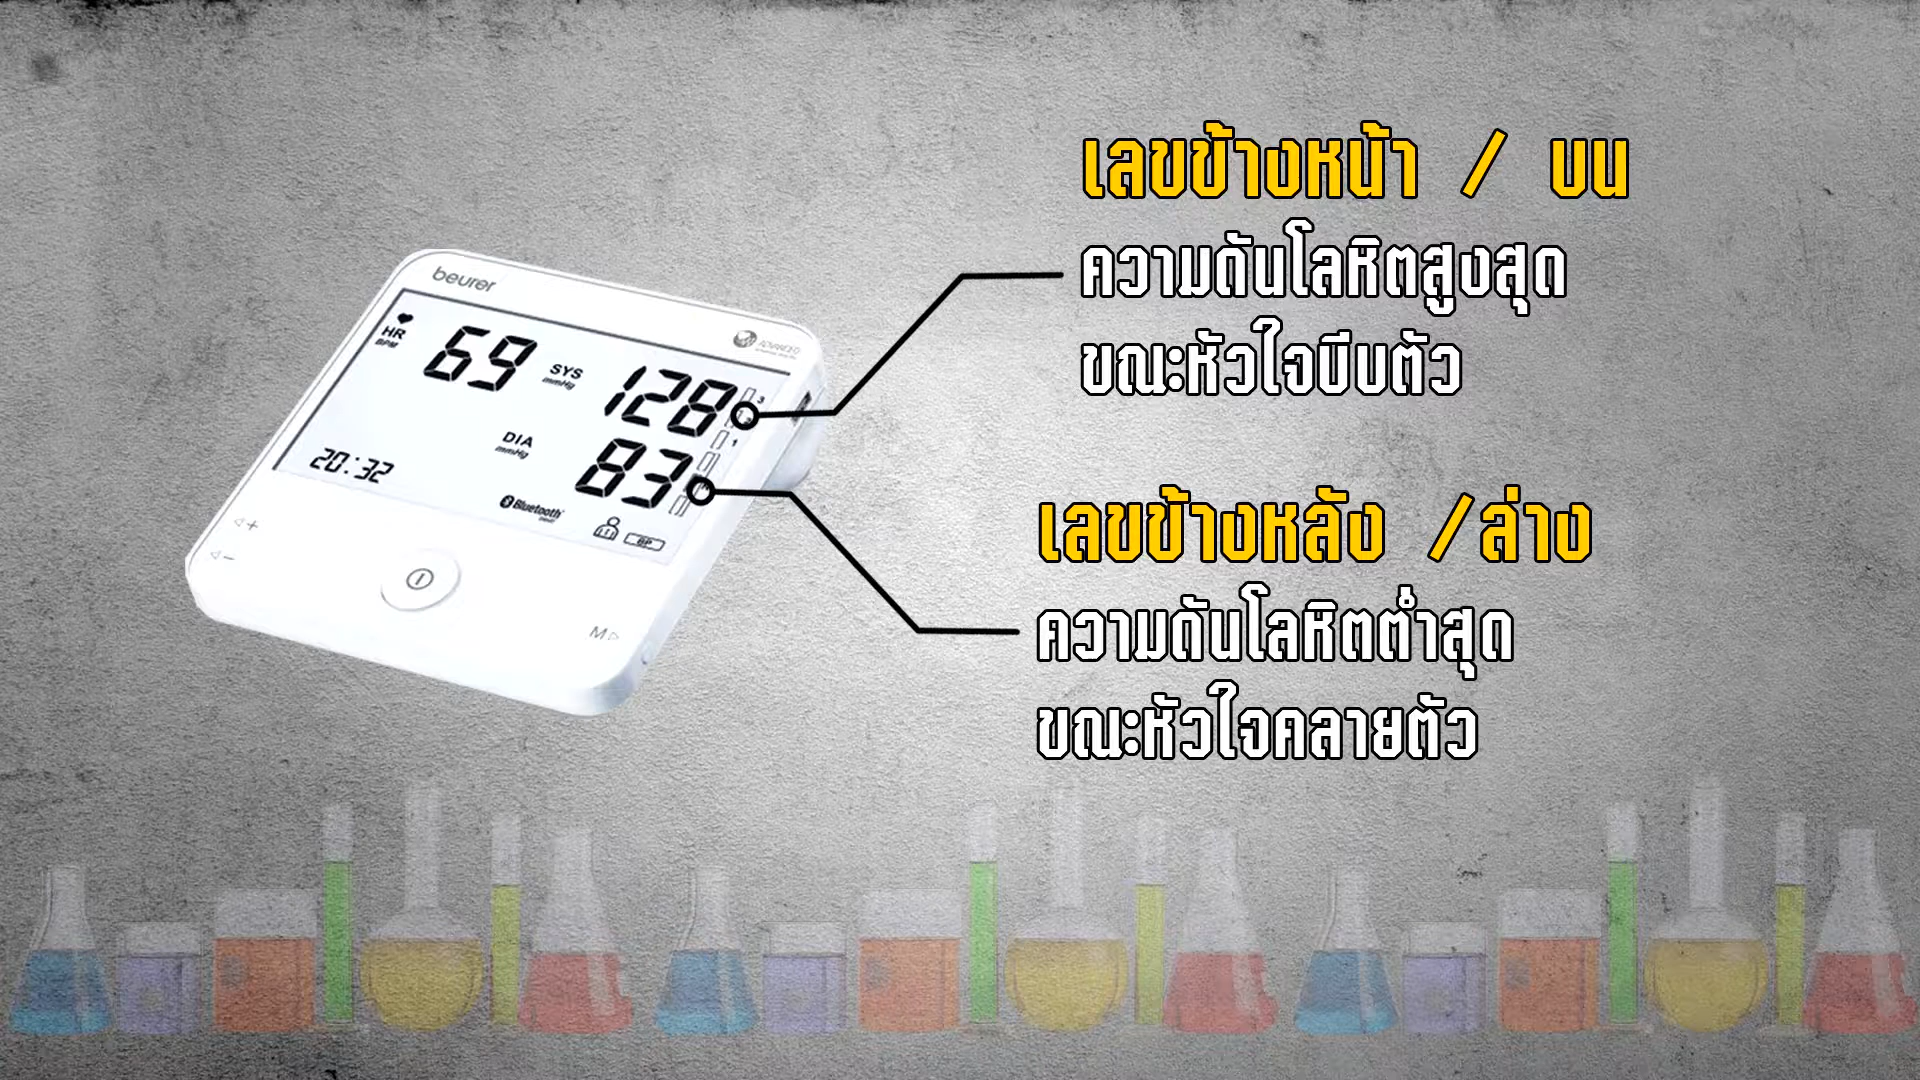 เลขข้างหน้า / บน
ความดันโลหิตสูงสุด
ขณะหัวใจบีบตัว
beurer
HR
BPM
69
SYS
mmHg
128
3
1
DIA
mmHg
83
20:32
Bluetooth
BP
M
เลขข้างหลัง /ล่าง
ความดันโลหิตต่ำสุด
ขณะหัวใจคลายตัว